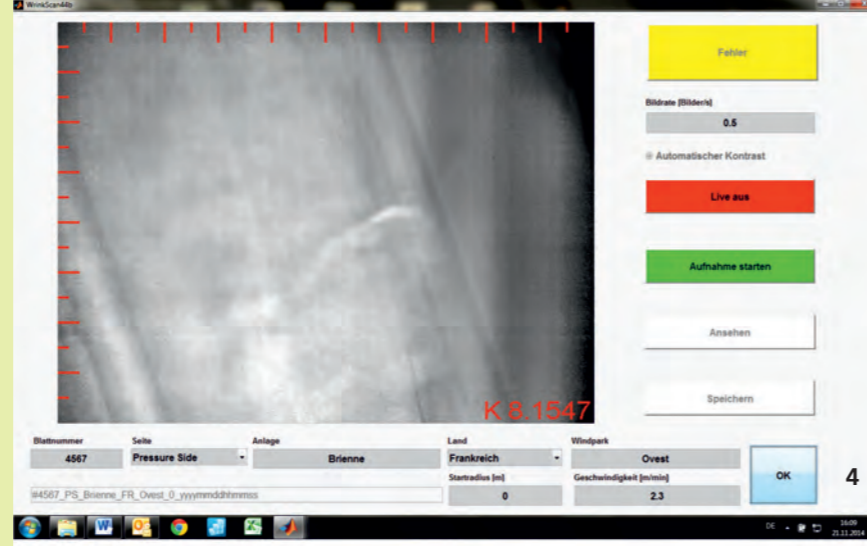 WrinkScan44b
Fehler
Bildrate [Bilder/s]
0.5
Automatischer Kontrast
Live aus
Aufnahme starten
Ansehen
Speichern
K 8.1547
Blattnummer Seite Anlage Land Windpark
4567 Pressure Side Brienne Frankreich Ovest
Startradius [m] Geschwindigkeit [m/min]
#4567_PS_Brienne_FR_Ovest_0_yyyymmddhhmmss 0 2.3
OK
4
DE 16:09
21.11.2014